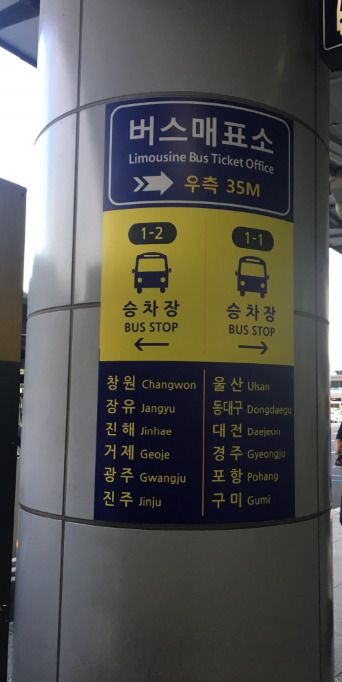 버스매표소
Limousine Bus Ticket Office
우측 35M
1-2
승차장
BUS STOP
1-1
승차장
BUS STOP
창원 Changwon
장유 Jangyu
진해 Jinhae
거제 Geoje
광주 Gwangju
진주 Jinju
울산 Ulsan
동대구 Dongdaegu
대전 Daejeon
경주 Gyeongju
포항 Pohang
구미 Gumi